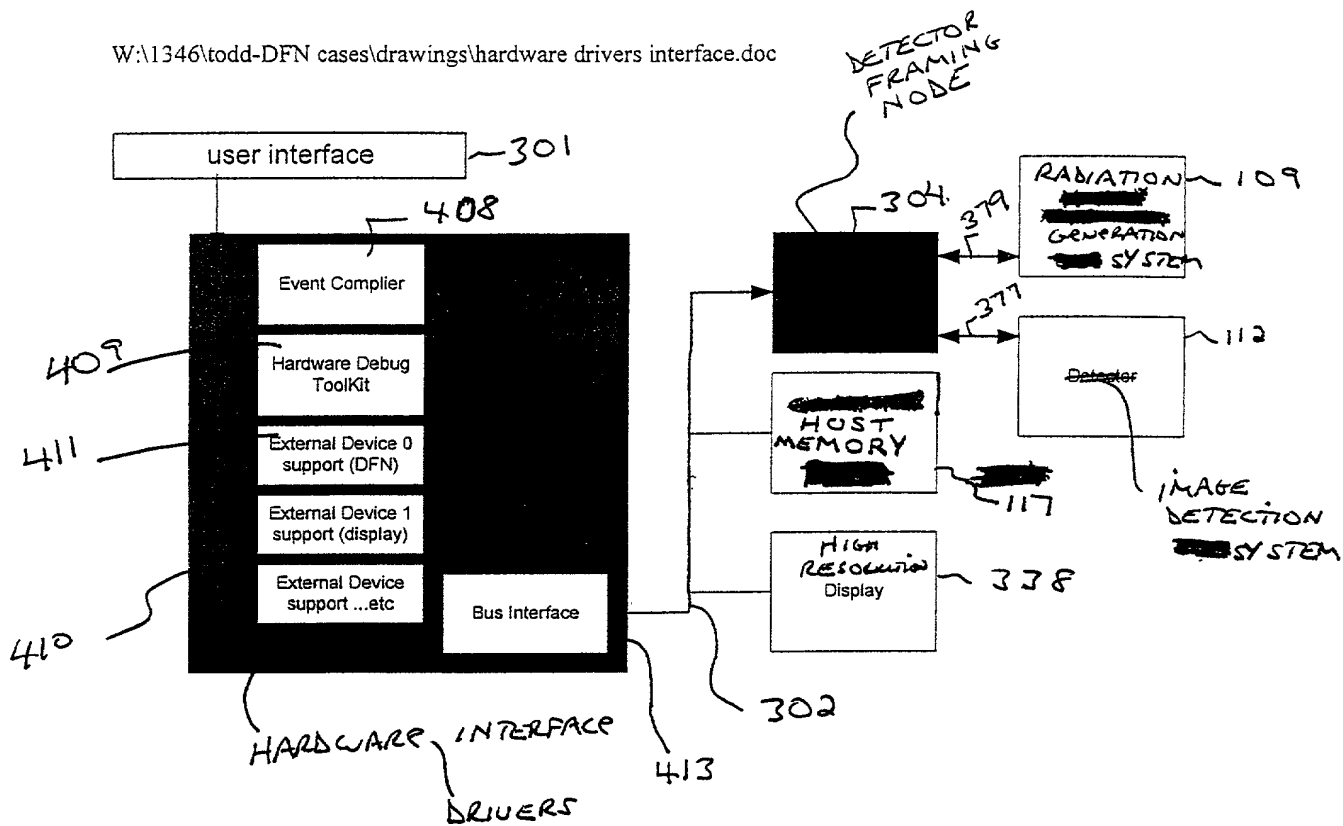 W:\1346\todd-DFN cases\drawings\hardware drivers interface.doc
DETECTOR
FRAMING
NODE
user interface
301
408
304
379
RADIATION
GENERATION
SYSTEM
109
Event Complier
409
Hardware Debug
ToolKit
377
112
Detector
HOST
MEMORY
117
411
External Device 0
support (DFN)
IMAGE
DETECTION
SYSTEM
External Device 1
support (display)
HIGH
RESOLUTION
Display
338
External Device
support ...etc
Bus Interface
410
302
HARDWARE INTERFACE
413
DRIVERS